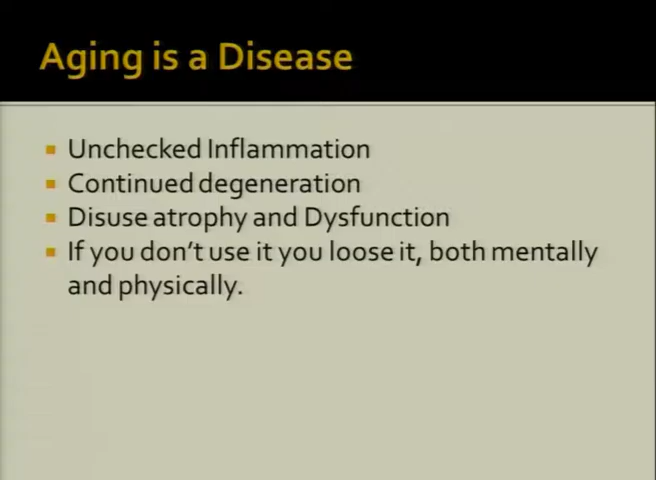 Aging is a Disease
Unchecked Inflammation
Continued degeneration
Disuse atrophy and Dysfunction
If you don't use it you loose it, both mentally
and physically.